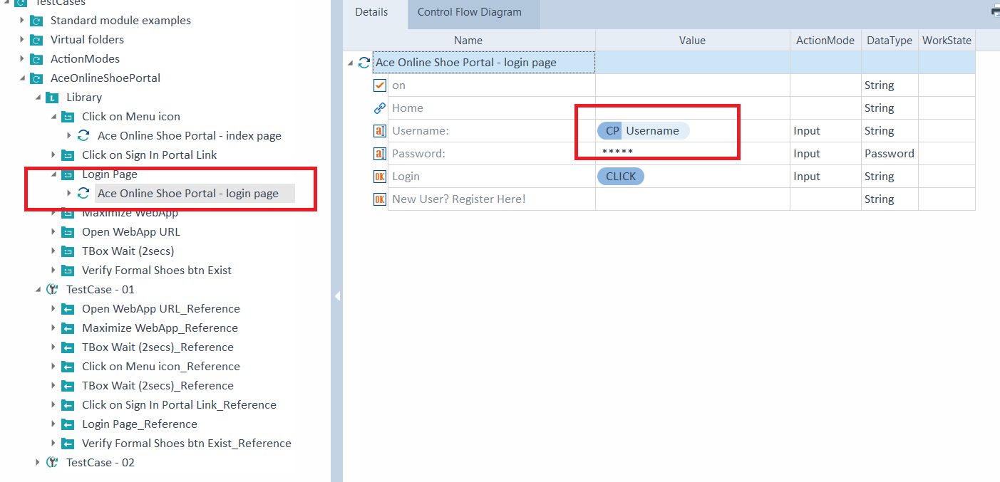 TestCases
Standard module examples
Virtual folders
ActionModes
AceOnlineShoePortal
L Library
Click on Menu icon
Ace Online Shoe Portal - index page
Click on Sign In Portal Link
Login Page
Ace Online Shoe Portal - login page
Maximize WebApp
Open WebApp URL
TBox Wait (2secs)
Verify Formal Shoes btn Exist
TestCase - 01
Open WebApp URL_Reference
Maximize WebApp_Reference
TBox Wait (2secs)_Reference
Click on Menu icon_Reference
TBox Wait (2secs)_Reference
Click on Sign In Portal Link_Reference
Login Page_Reference
Verify Formal Shoes btn Exist_Reference
TestCase - 02
Details Control Flow Diagram
Name Value ActionMode DataType WorkState
Ace Online Shoe Portal - login page
on String
Home String
a Username: CP Username Input String
a Password: ***** Input Password
OK Login CLICK Input String
OK New User? Register Here! String